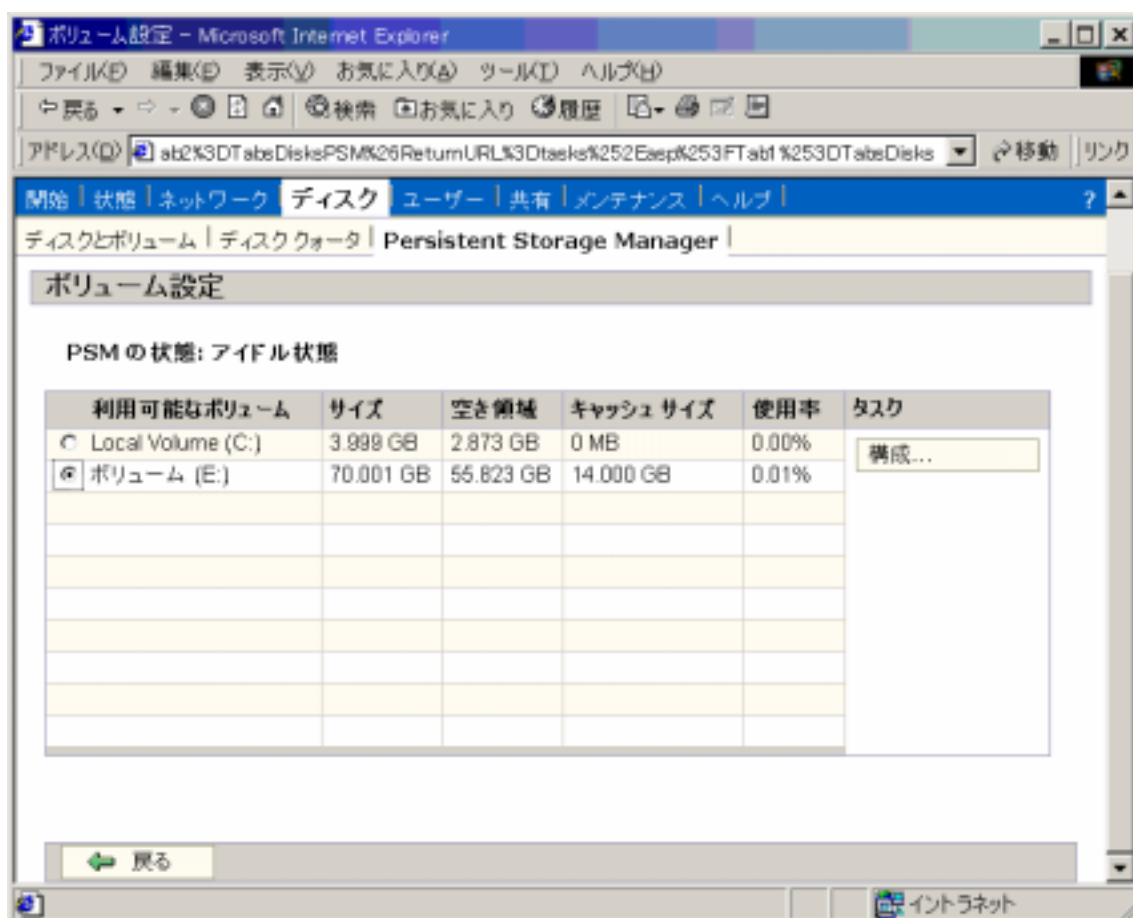 ボリューム設定 - Microsoft Internet Explorer
ファイル(F) 編集(E) 表示(V) お気に入り(A) ツール(T) ヘルプ(H)
戻る 検索 お気に入り 履歴
アドレス(D) ab2%3DTabsDisksPSM%26ReturnURL%3Dtasks%252Easp%253FTab1%253DTabsDisks 移動 リンク
開始 状態 ネットワーク ディスク ユーザー 共有 メンテナンス ヘルプ ?
ディスクとボリューム ディスク クォータ Persistent Storage Manager
ボリューム設定
PSM の状態: アイドル状態
利用可能なボリューム サイズ 空き領域 キャッシュ サイズ 使用率 タスク
Local Volume (C:) 3.999 GB 2.873 GB 0 MB 0.00% 構成...
ボリューム (E:) 70.001 GB 55.823 GB 14.000 GB 0.01%
戻る
イントラネット